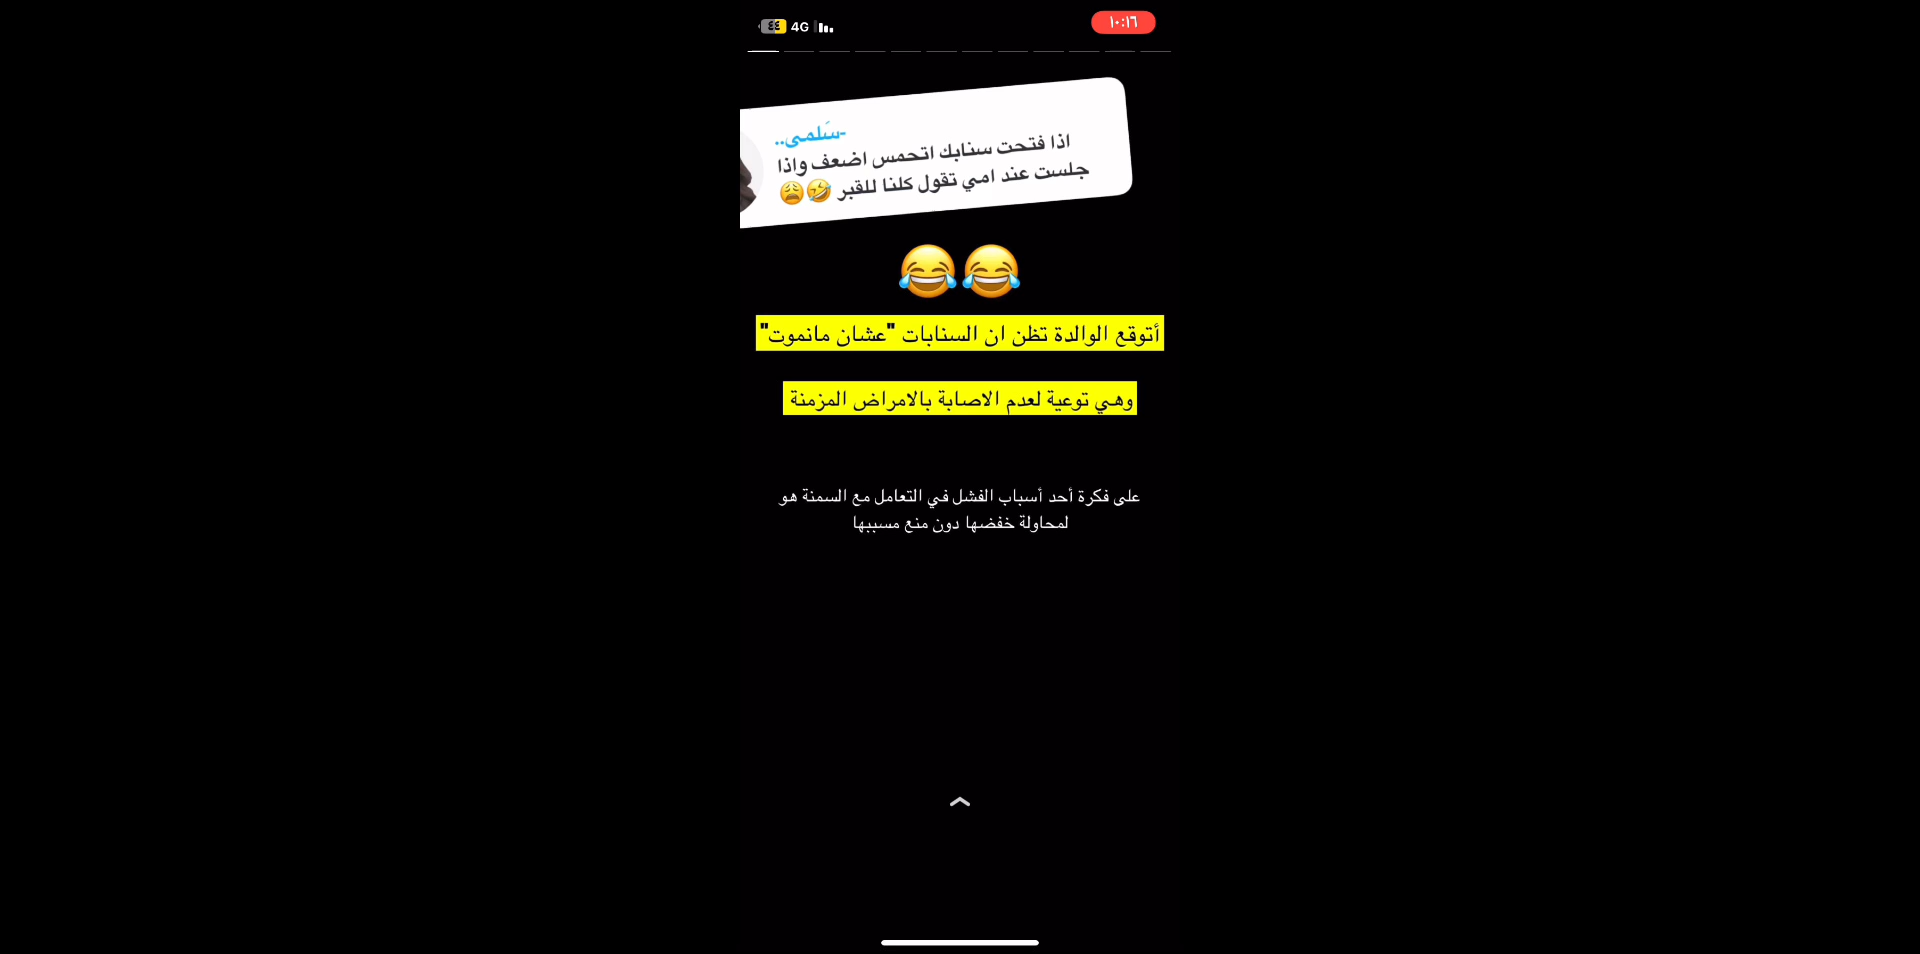 ١٠:١٦
4G ٤٣
-سَلمى..
اذا فتحت سنابك اتحمس اضعف واذا
جلست عند امي تقول كلنا للقبر 🤣😩
😂😂
أتوقع الوالدة تظن ان السنابات "عشان مانموت"
وهي توعية لعدم الاصابة بالامراض المزمنة
على فكرة أحد أسباب الفشل في التعامل مع السمنة هو
لمحاولة خفضها دون منع مسببها